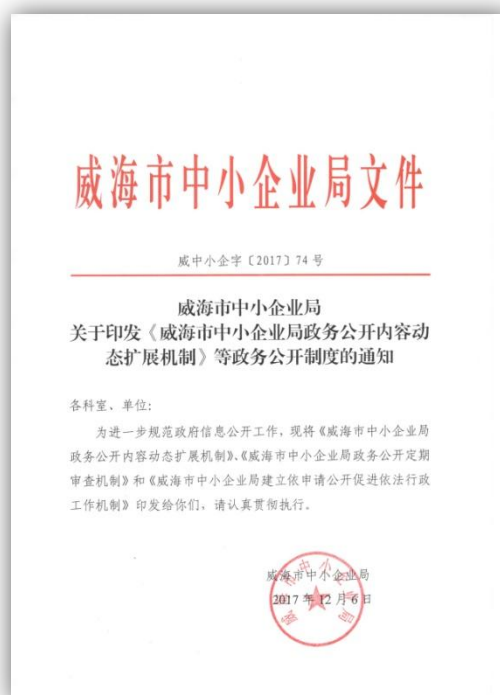 威海市中小企业局文件
威中小企字〔2017〕74号
威海市中小企业局
关于印发《威海市中小企业局政务公开内容动
态扩展机制》等政务公开制度的通知
各科室、单位:
为进一步规范政府信息公开工作，现将《威海市中小企业局
政务公开内容动态扩展机制》、《威海市中小企业局政务公开定期
审查机制》和《威海市中小企业局建立依申请公开促进依法行政
工作机制》印发给你们，请认真贯彻执行。
威海市中小企业局
2017年12月6日
威海市中小企业局